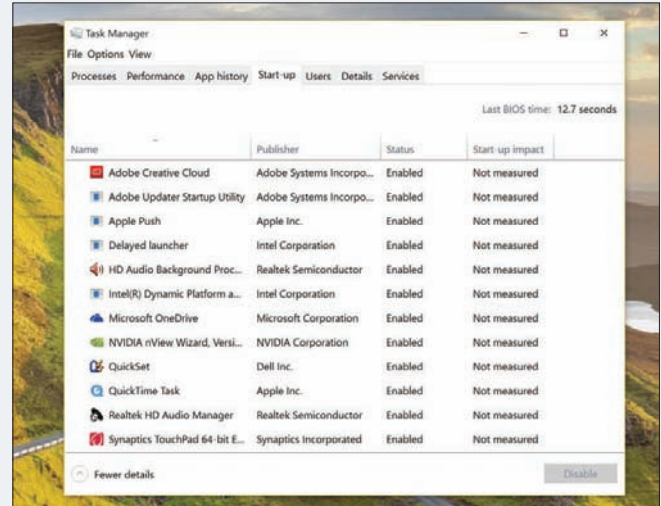 Task Manager
File Options View
Processes Performance App history Start-up Users Details Services
Last BIOS time: 12.7 seconds
Name Publisher Status Start-up impact
Adobe Creative Cloud Adobe Systems Incorpo... Enabled Not measured
Adobe Updater Startup Utility Adobe Systems Incorpo... Enabled Not measured
Apple Push Apple Inc. Enabled Not measured
Delayed launcher Intel Corporation Enabled Not measured
HD Audio Background Proc... Realtek Semiconductor Enabled Not measured
Intel(R) Dynamic Platform a... Intel Corporation Enabled Not measured
Microsoft OneDrive Microsoft Corporation Enabled Not measured
NVIDIA nView Wizard, Versi... NVIDIA Corporation Enabled Not measured
QuickSet Dell Inc. Enabled Not measured
QuickTime Task Apple Inc. Enabled Not measured
Realtek HD Audio Manager Realtek Semiconductor Enabled Not measured
Synaptics TouchPad 64-bit E... Synaptics Incorporated Enabled Not measured
Fewer details Disable